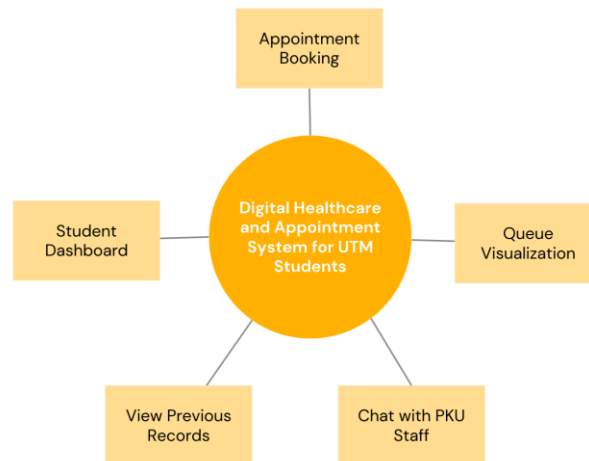 Appointment
Booking
Digital Healthcare
and Appointment
System for UTM
Students
Student
Dashboard
Queue
Visualization
View Previous
Records
Chat with PKU
Staff